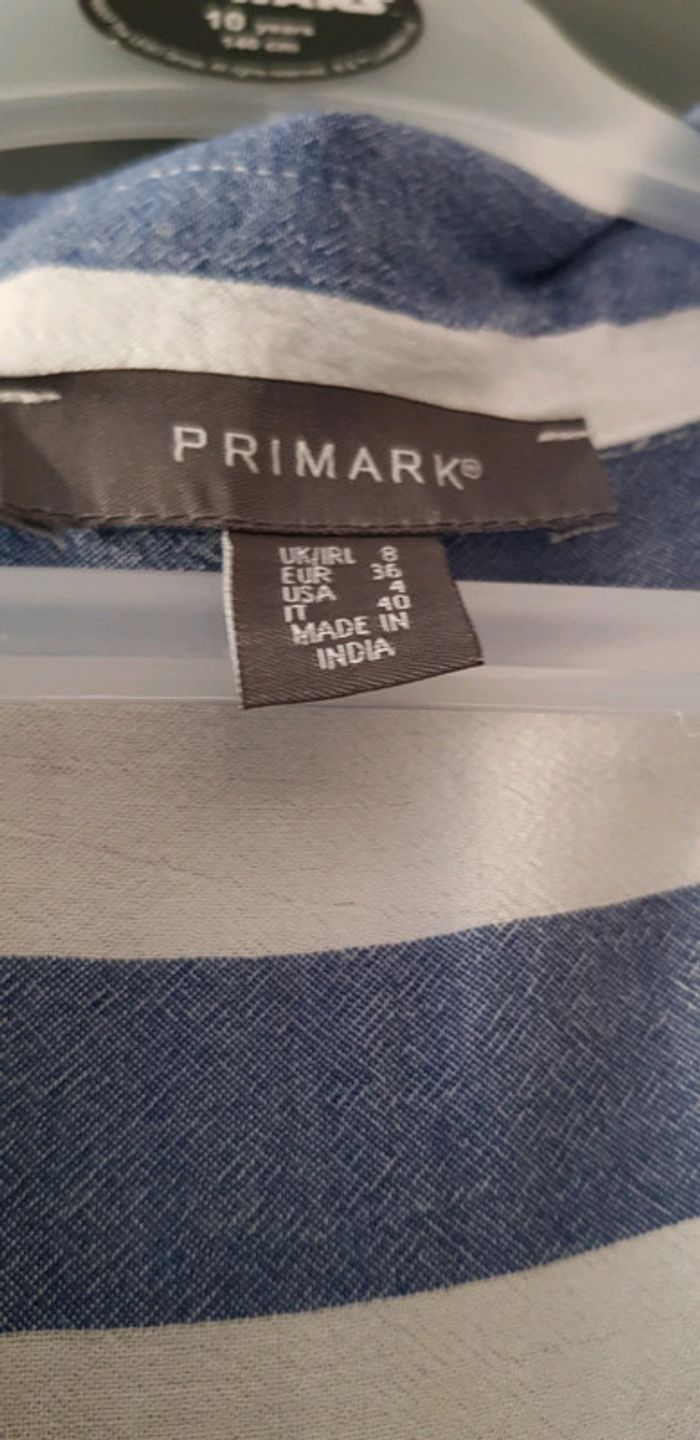 10 years
140 cm
PRIMARK®
UK/IRL 8
EUR 36
USA 4
IT 40
MADE IN
INDIA